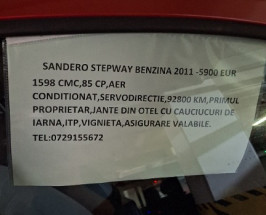 SANDERO STEPWAY BENZINA 2011 -5900 EUR
1598 CMC,85 CP,AER
CONDITIONAT,SERVODIRECTIE,92800 KM,PRIMUL
PROPRIETAR,JANTE DIN OTEL CU CAUCIUCURI DE
IARNA,ITP,VIGNIETA,ASIGURARE VALABILE.
TEL:0729155672